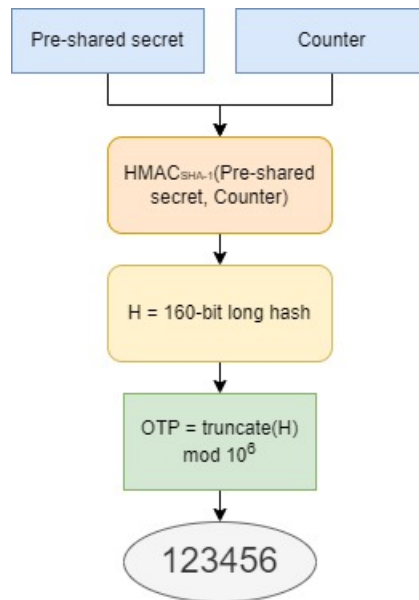 Pre-shared secret
Counter
HMACSHA-1(Pre-shared
secret, Counter)
H = 160-bit long hash
OTP = truncate(H)
mod 10⁶
123456